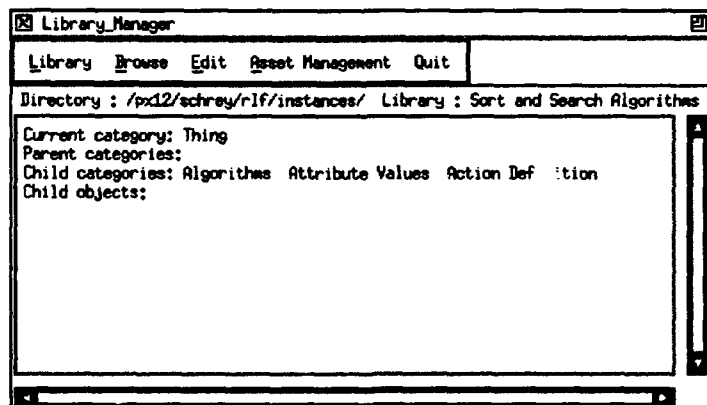 Library_Manager
Library Browse Edit Asset Management Quit
Directory : /px12/schrey/rlf/instances/ Library : Sort and Search Algorithms
Current category: Thing
Parent categories:
Child categories: Algorithms Attribute Values Action
Child objects: